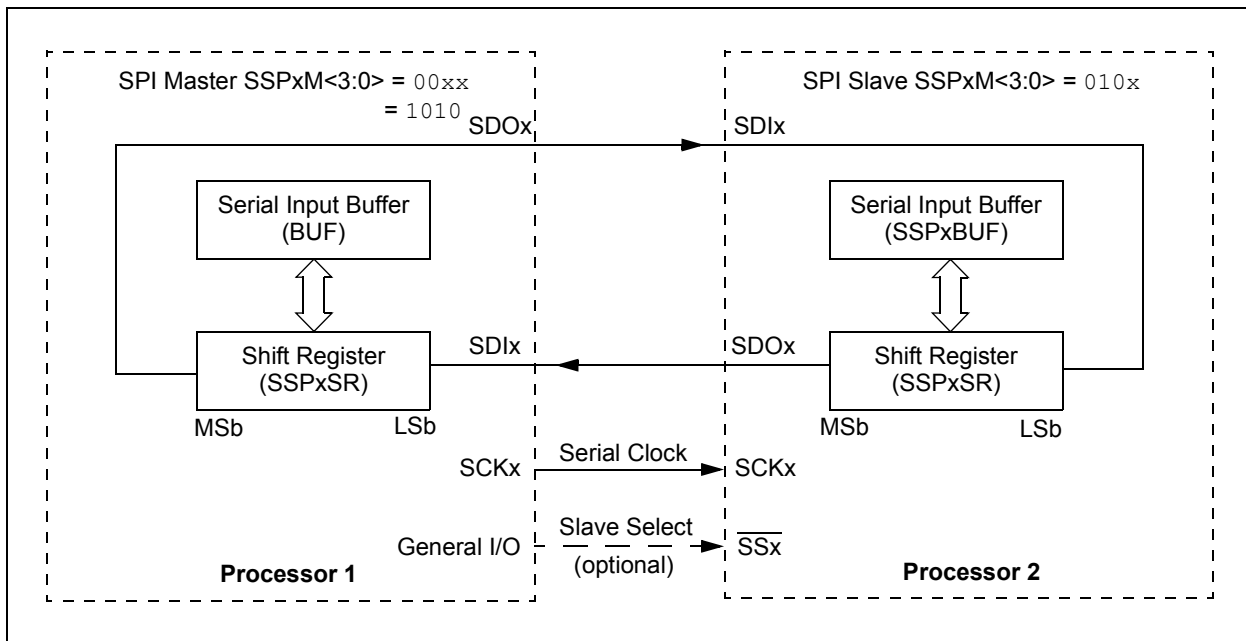 SPI Master SSPxM<3:0> = 00xx
= 1010
SDOx
Serial Input Buffer
(BUF)
Shift Register
(SSPxSR)
MSb
LSb
SDIx
SCKx
General I/O
Processor 1
Serial Clock
Slave Select
(optional)
SPI Slave SSPxM<3:0> = 010x
SDIx
Serial Input Buffer
(SSPxBUF)
SDOx
Shift Register
(SSPxSR)
MSb
LSb
SCKx
SSx
Processor 2